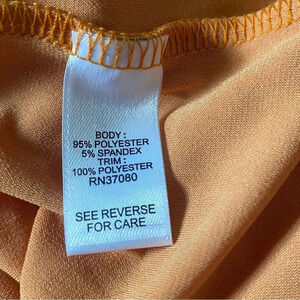 BODY :
95% POLYESTER
5% SPANDEX
TRIM :
100% POLYESTER
RN37080
SEE REVERSE
FOR CARE